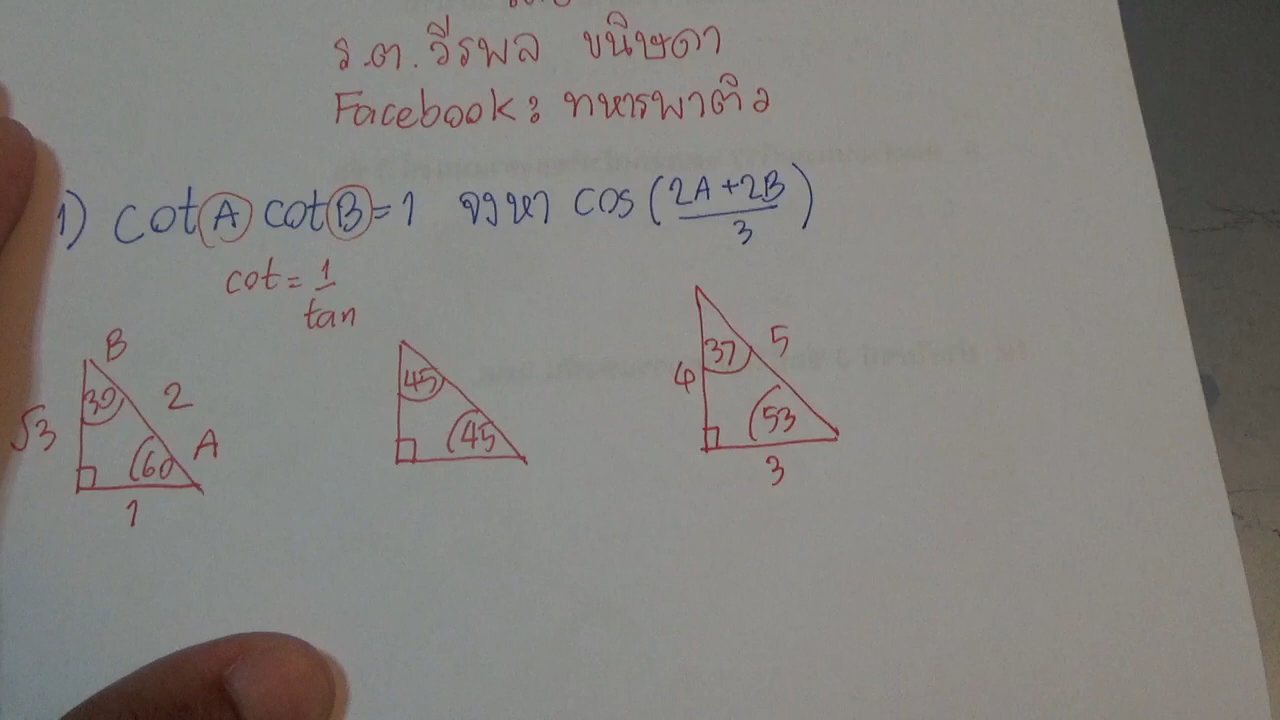 ร.ต. วีรพล ขนิษดา
Facebook: ทหารพาติว
1) cot A cot B = 1 จงหา cos (2A+2B/3)
cot = 1/tan
B
30
2
√3
60
A
1
45
45
37
5
4
53
3